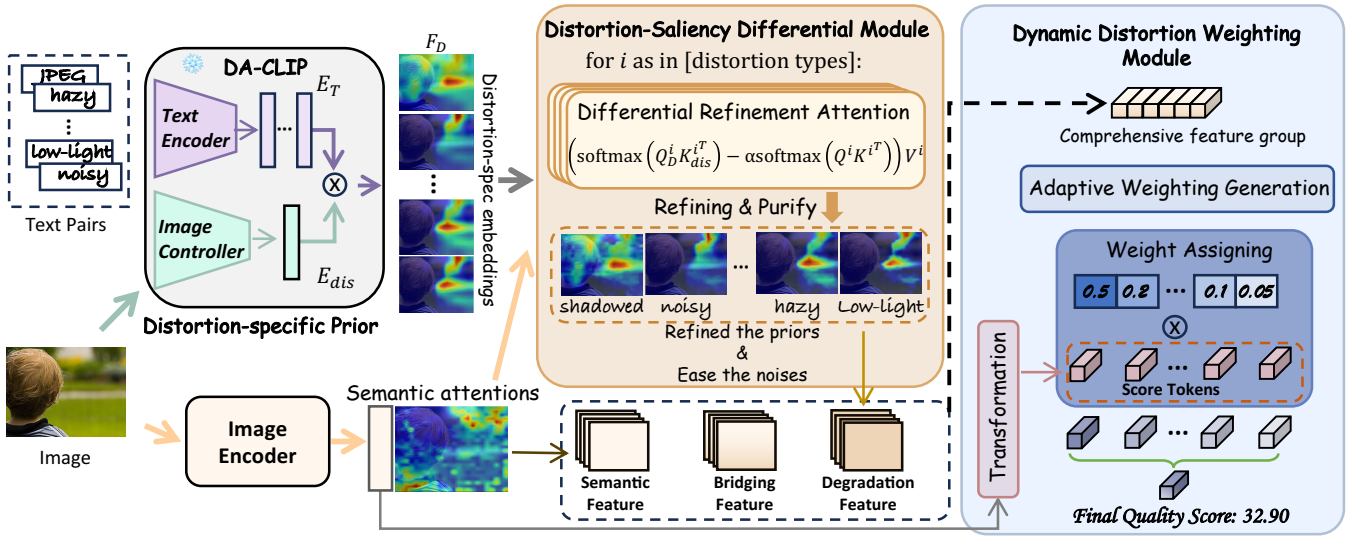 JPEG
hazy
...
low-light
noisy
Text Pairs
DA-CLIP
Text
Encoder
...
E_T
X
Image
Controller
E_{dis}
Distortion-specific Prior
F_D
...
Distortion-spec embeddings
Image
Image
Encoder
Semantic attentions
Distortion-Saliency Differential Module
for i as in [distortion types]:
Differential Refinement Attention
(softmax(Q_D^i K_{dis}^{i^T}) − αsoftmax(Q^i K^{i^T})) V^i
Refining & Purify
...
shadowed noisy hazy Low-light
Refined the priors
&
Ease the noises
Semantic
Feature
Bridging
Feature
Degradation
Feature
Dynamic Distortion Weighting
Module
Comprehensive feature group
Adaptive Weighting Generation
Weight Assigning
0.5 0.2 ... 0.1 0.05
X
...
Score Tokens
Transformation
...
Final Quality Score: 32.90